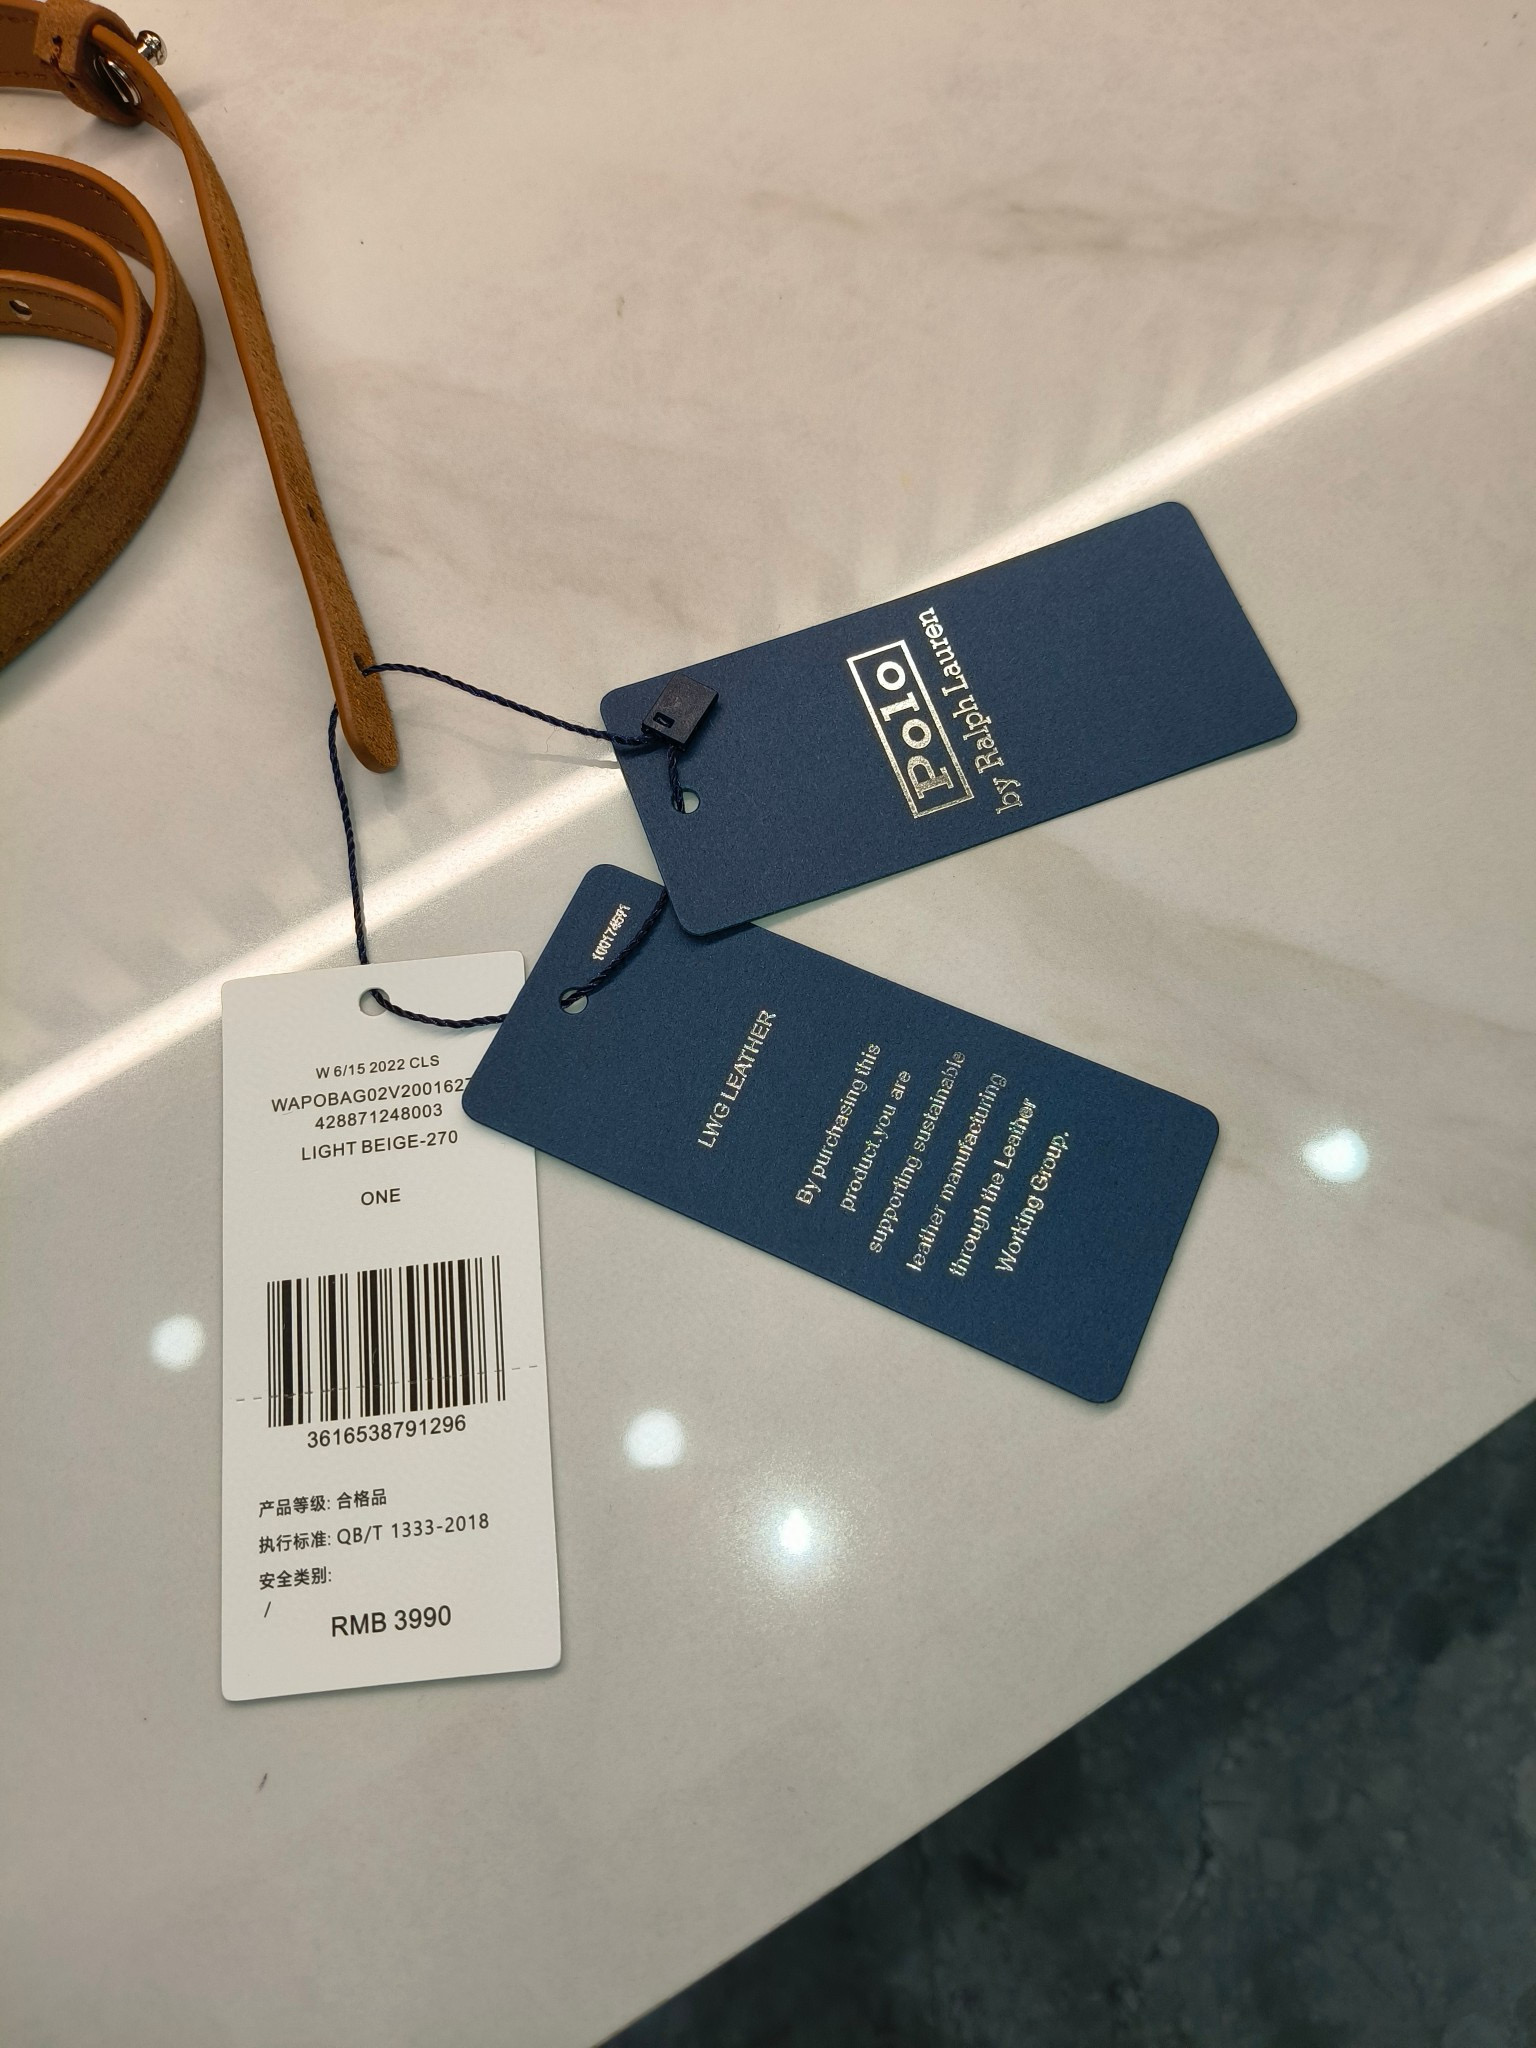 Polo
by Ralph Lauren
LWG LEATHER
By purchasing this
product you are
supporting sustainable
leather manufacturing
through the Leather
Working Group.
W 6/15 2022 CLS
428871248003
LIGHT BEIGE-270
ONE
3616538791296
产品等级: 合格品
执行标准: QB/T 1333-2018
安全类别:
/
RMB 3990